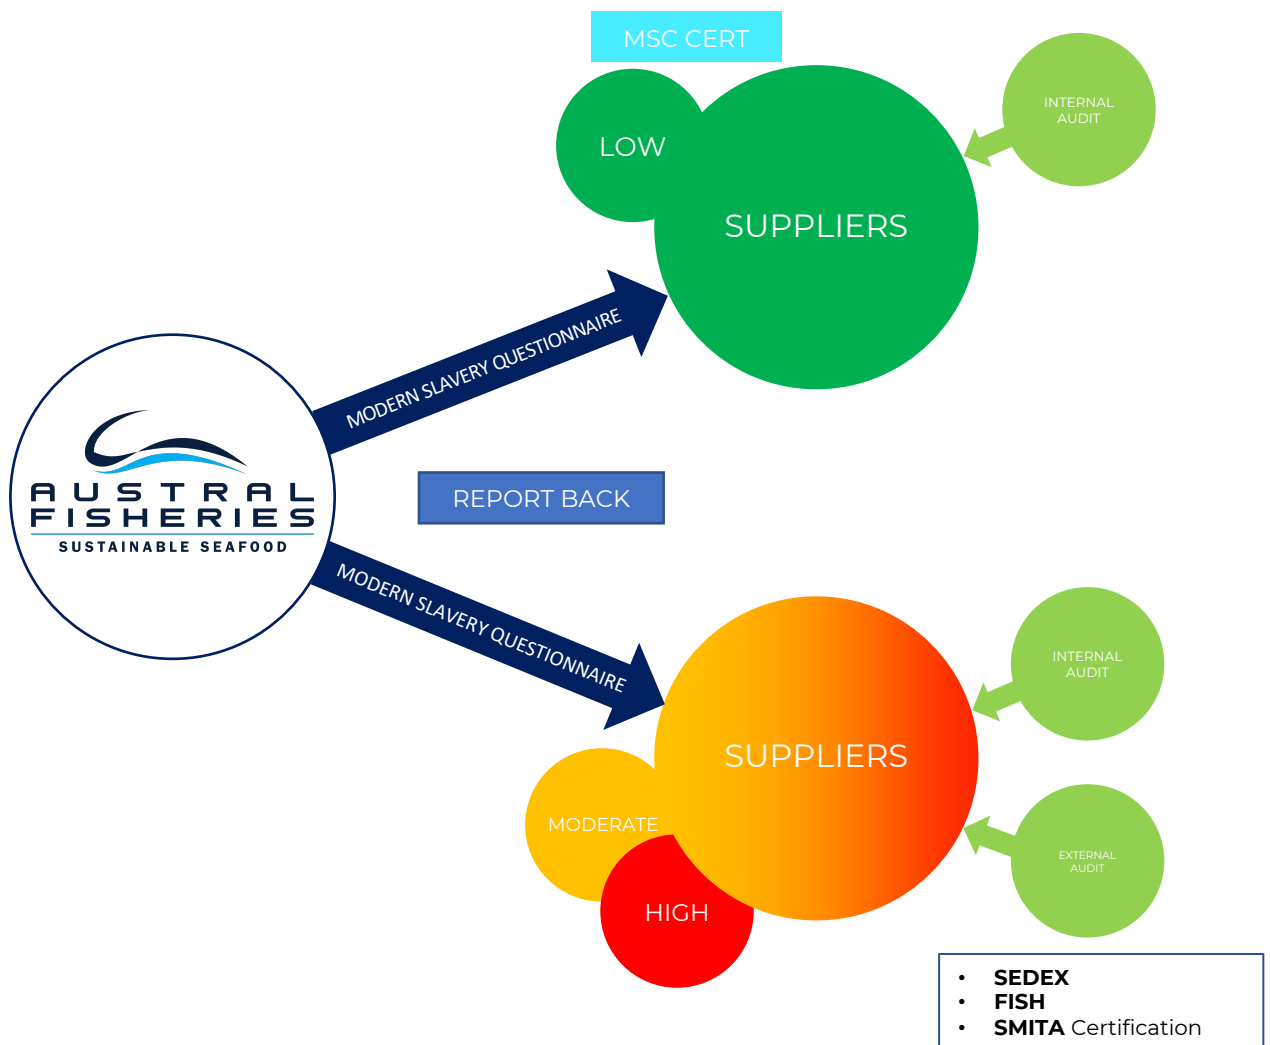 MSC CERT
LOW
SUPPLIERS
INTERNAL
AUDIT
MODERN SLAVERY QUESTIONNAIRE
AUSTRAL
FISHERIES
SUSTAINABLE SEAFOOD
REPORT BACK
MODERN SLAVERY QUESTIONNAIRE
SUPPLIERS
MODERATE
HIGH
INTERNAL
AUDIT
EXTERNAL
AUDIT
• SEDEX
• FISH
• SMITA Certification